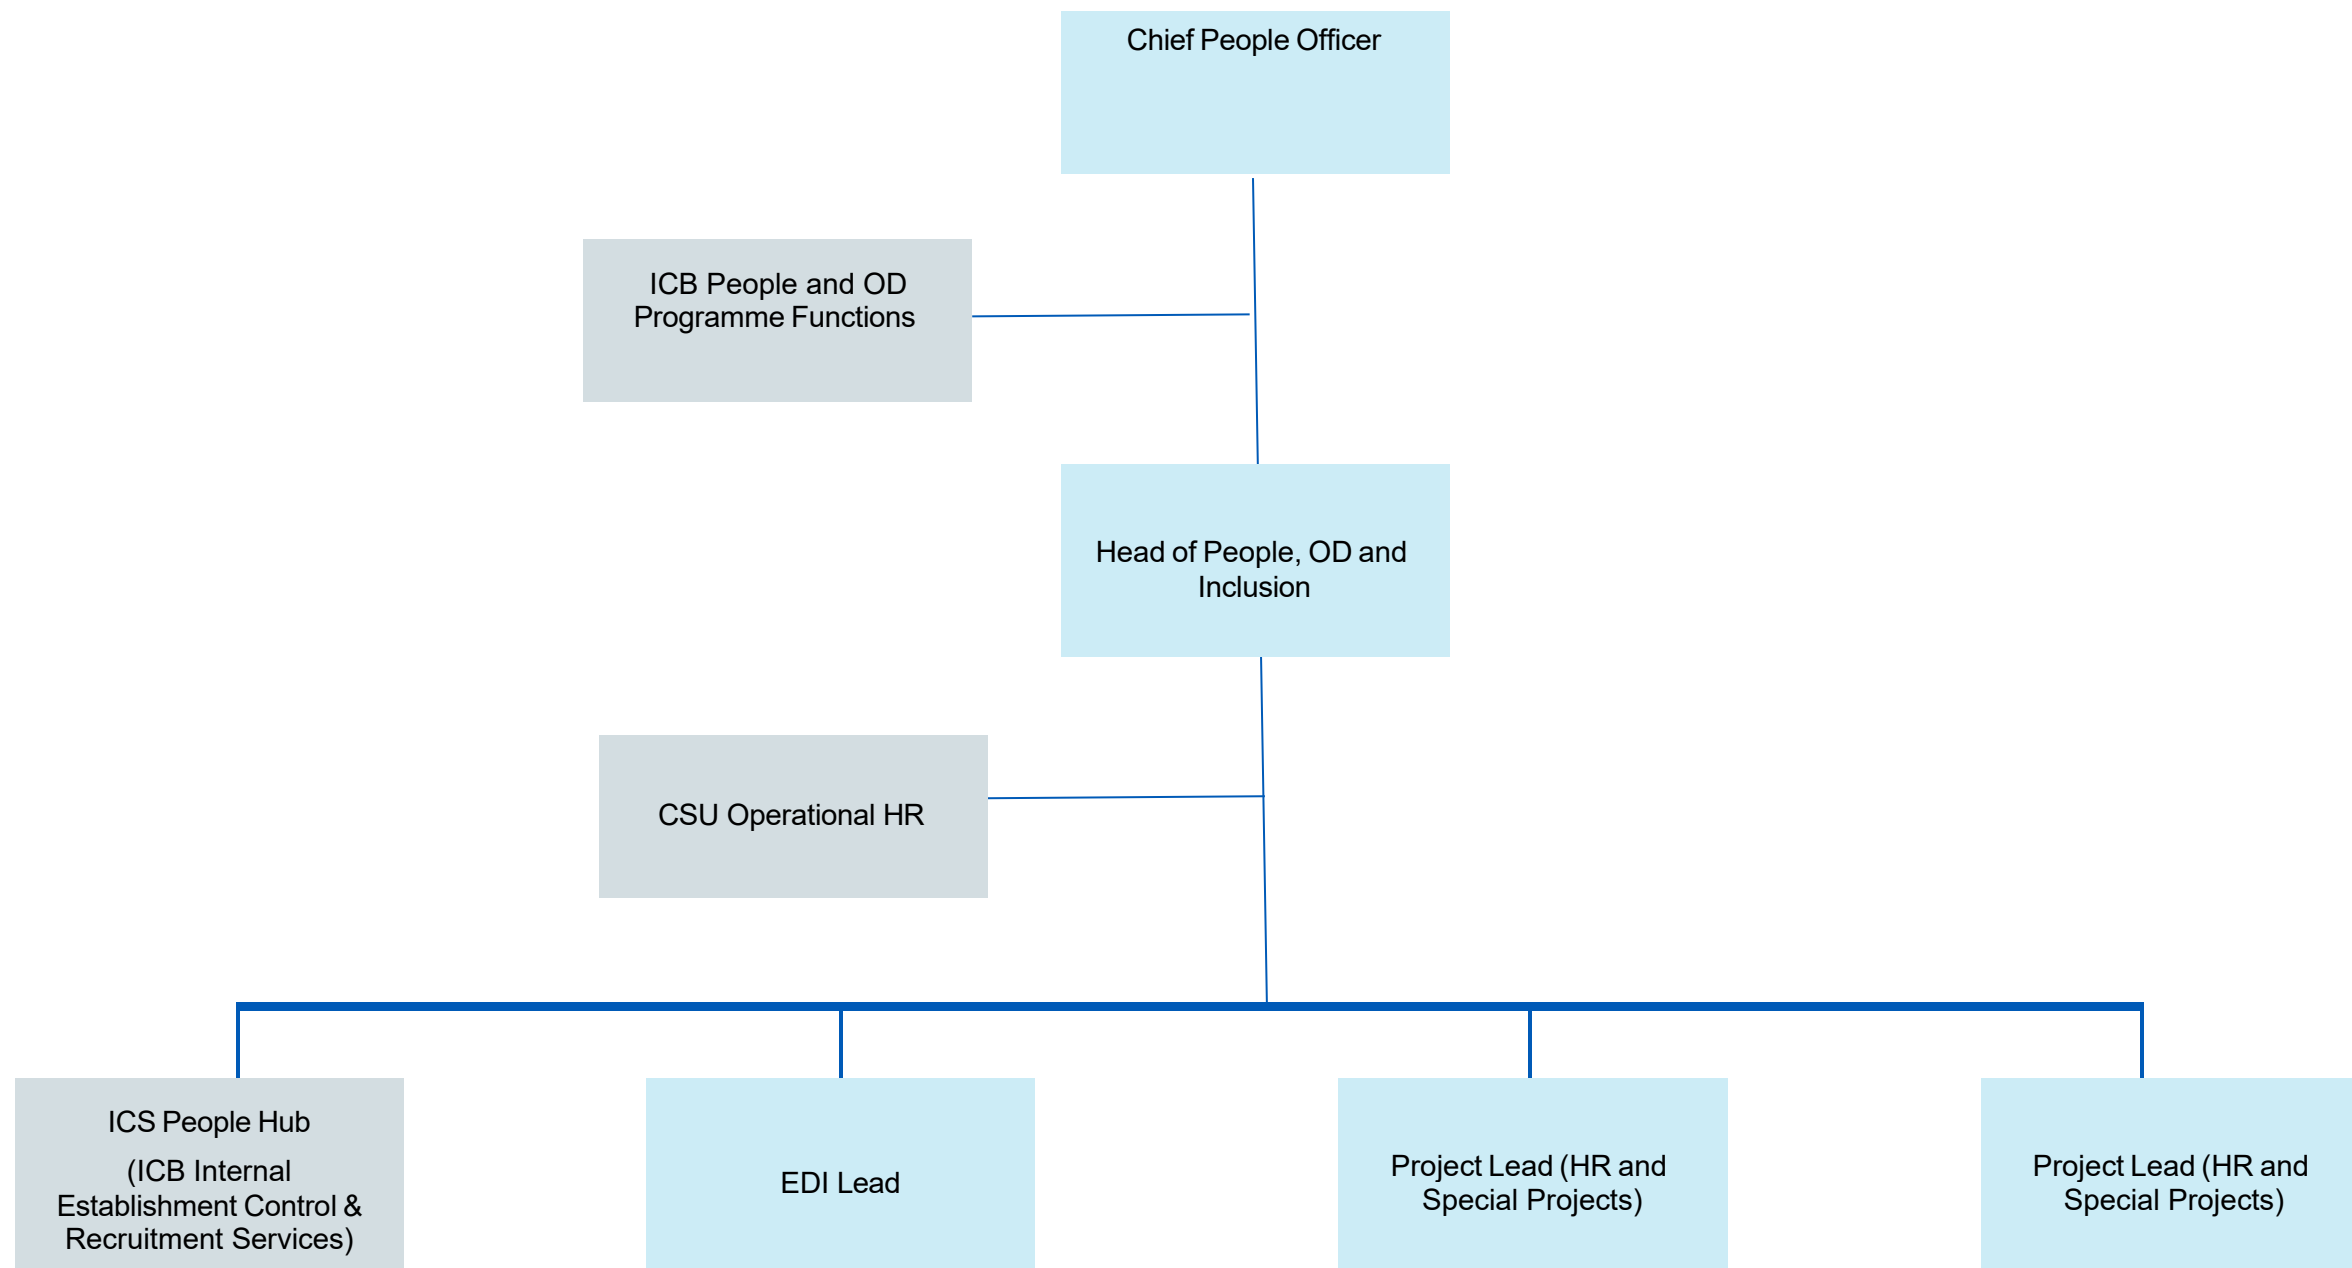 Chief People Officer
ICB People and OD
Programme Functions
Head of People, OD and
Inclusion
CSU Operational HR
ICS People Hub
(ICB Internal
Establishment Control &
Recruitment Services)
EDI Lead
Project Lead (HR and
Special Projects)
Project Lead (HR and
Special Projects)